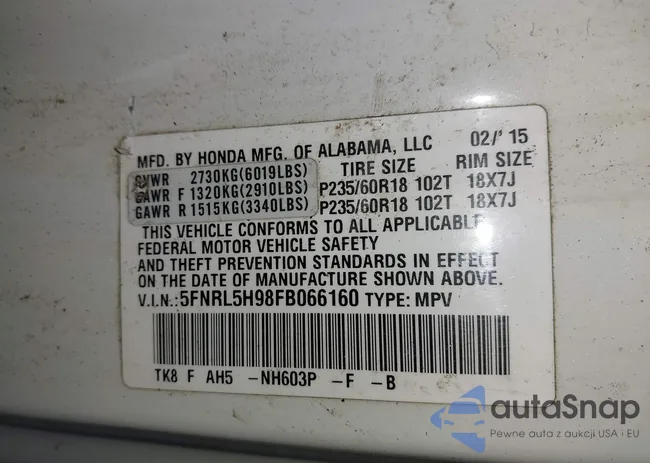 MFD. BY HONDA MFG. OF ALABAMA, LLC 02/'15
GVWR 2730KG(6019LBS) TIRE SIZE RIM SIZE
GAWR F 1320KG(2910LBS) P235/60R18 102T 18X7J
GAWR R 1515KG(3340LBS) P235/60R18 102T 18X7J
THIS VEHICLE CONFORMS TO ALL APPLICABLE
FEDERAL MOTOR VEHICLE SAFETY
AND THEFT PREVENTION STANDARDS IN EFFECT
ON THE DATE OF MANUFACTURE SHOWN ABOVE.
V.I.N.:5FNRL5H98FB066160 TYPE: MPV
TK8 F AH5 -NH603P -F -B
autaSnap
Pewne auta z aukcji USA i EU